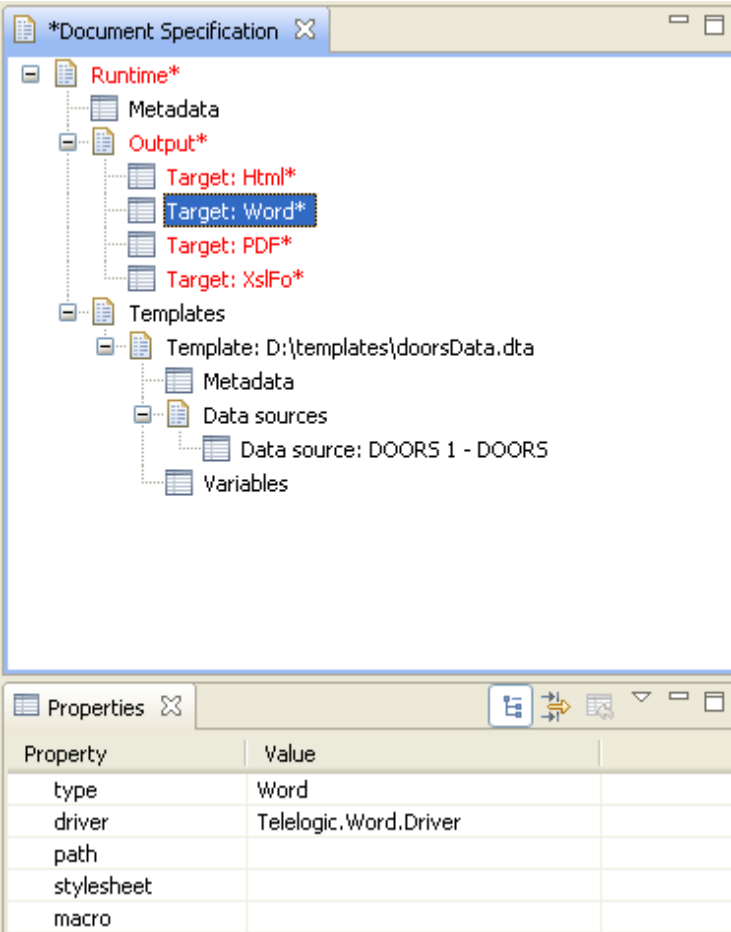 *Document Specification
Runtime*
Metadata
Output*
Target: Html*
Target: Word*
Target: PDF*
Target: XslFo*
Templates
Template: D:\templates\doorsData.dta
Metadata
Data sources
Data source: DOORS 1 - DOORS
Variables
Properties
Property Value
type Word
driver Telelogic.Word.Driver
path
stylesheet
macro